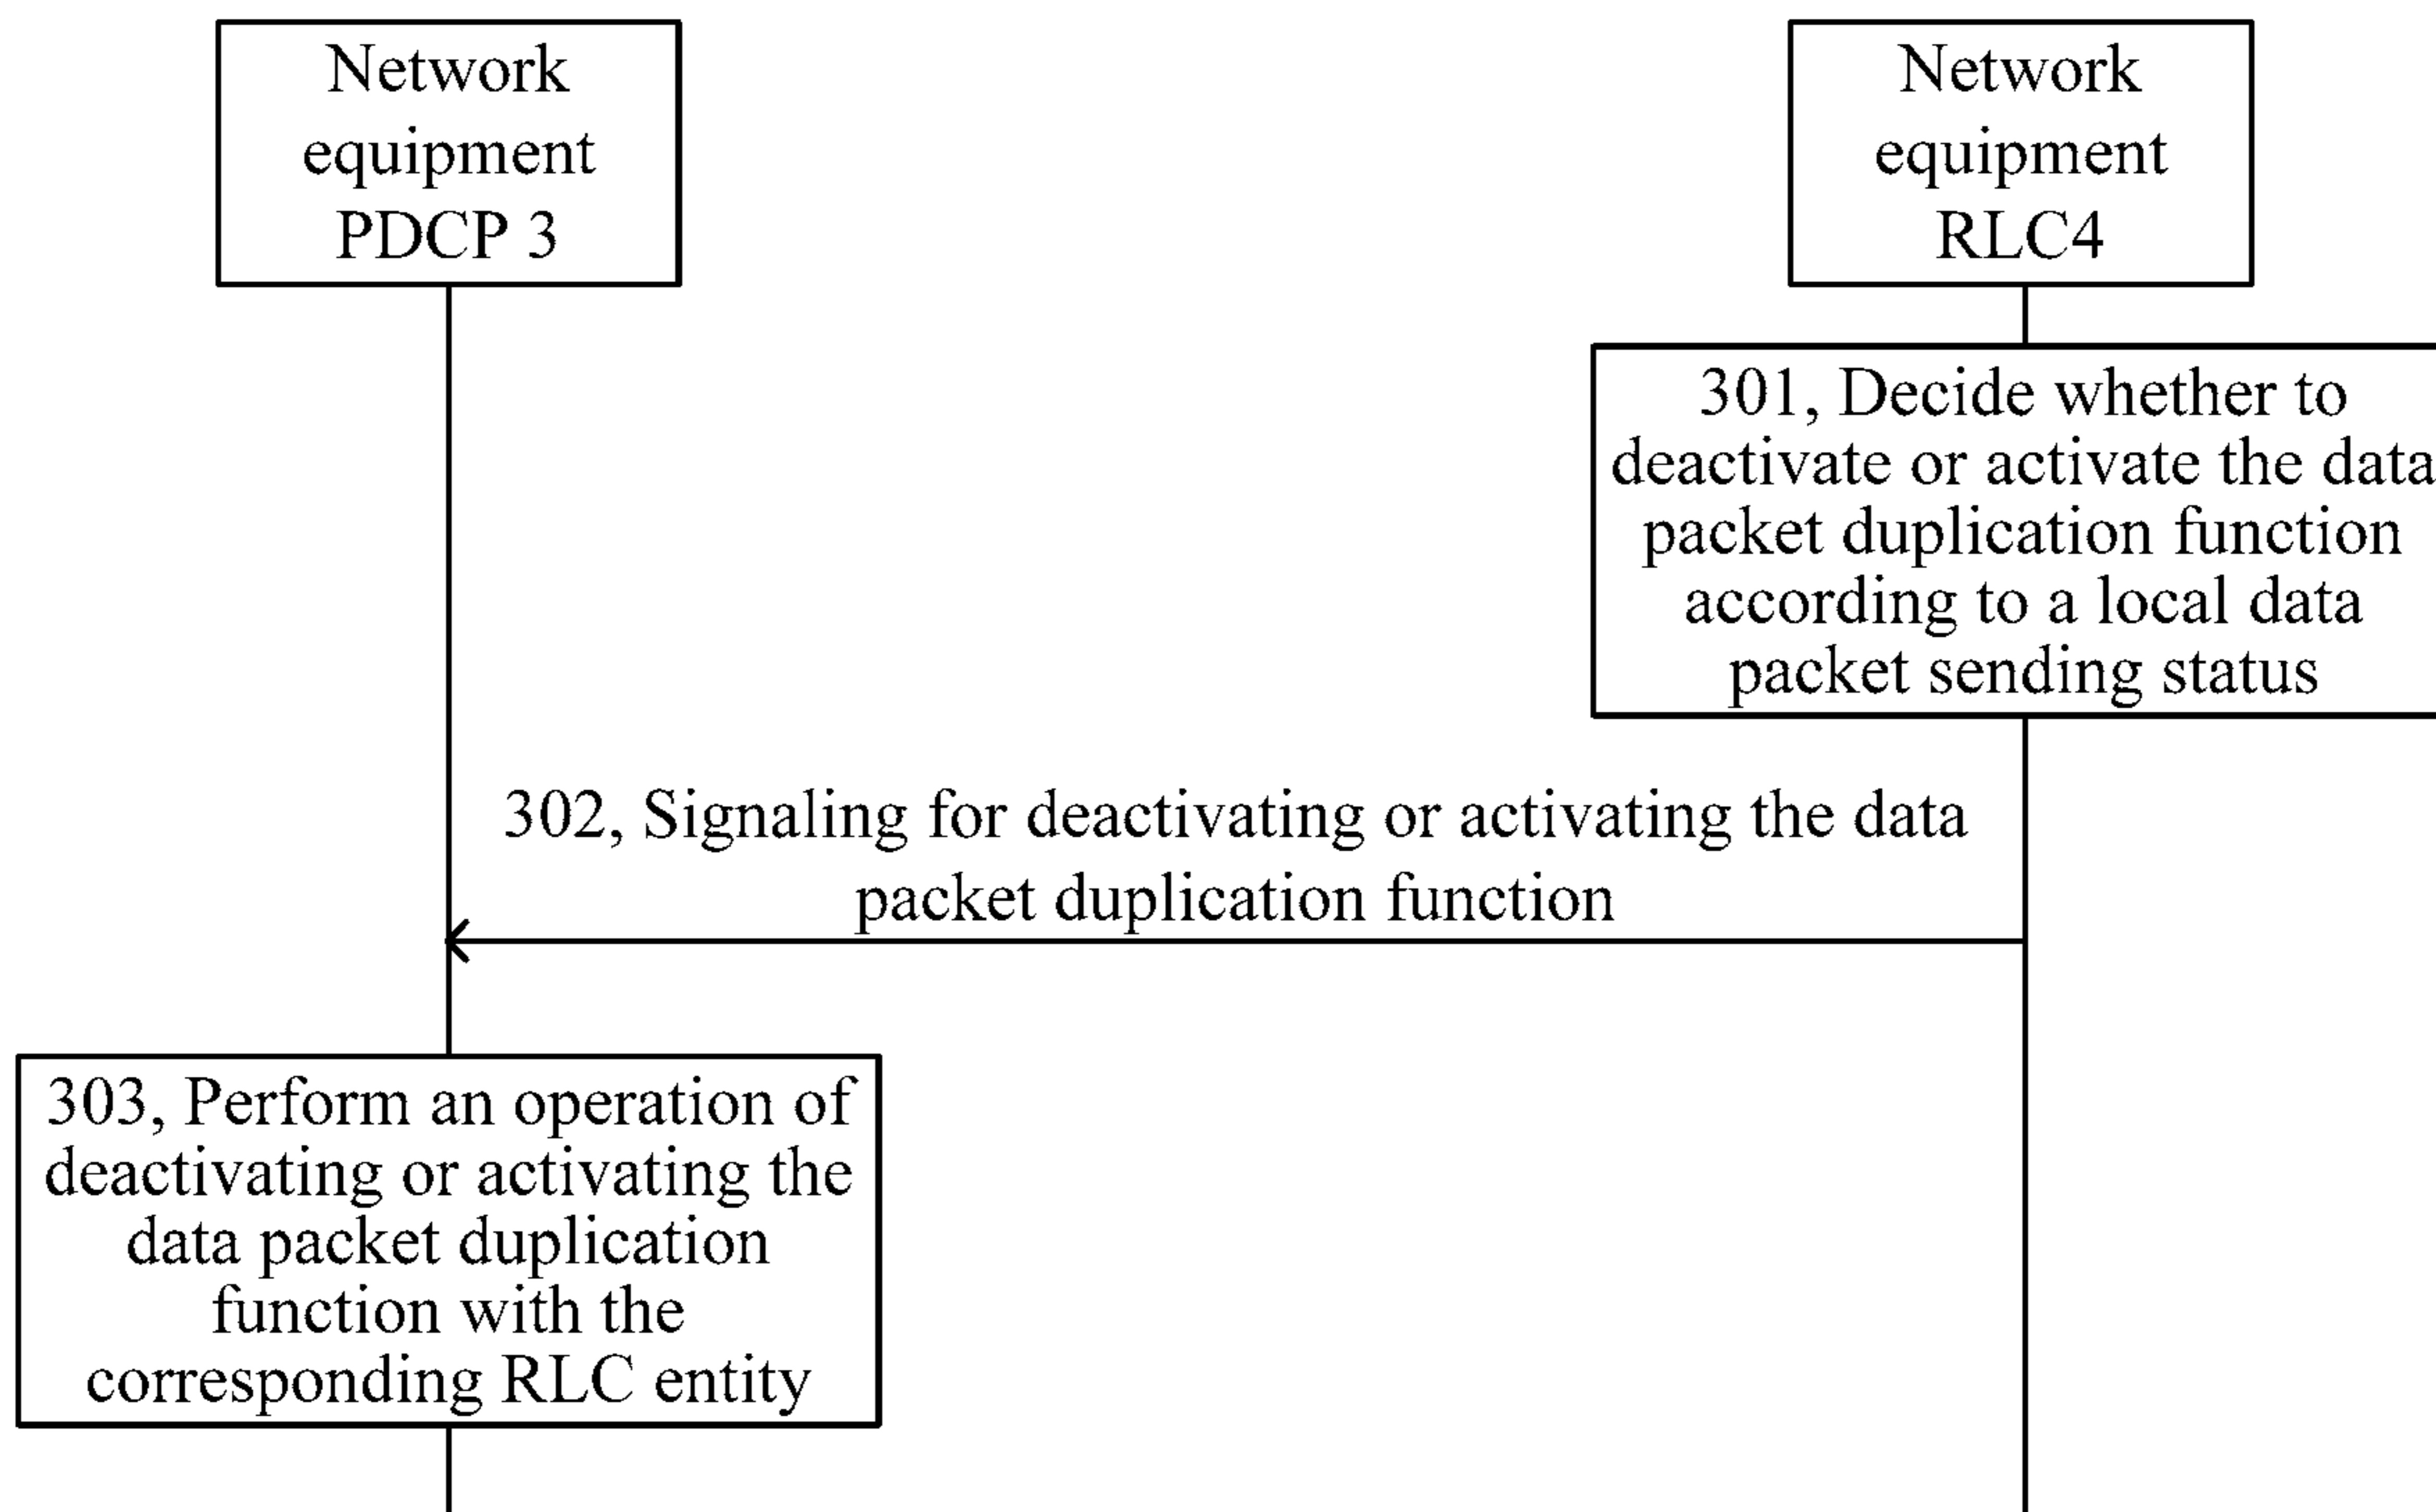 Network
equipment
PDCP 3
Network
equipment
RLC4
301, Decide whether to
deactivate or activate the data
packet duplication function
according to a local data
packet sending status
302, Signaling for deactivating or activating the data
packet duplication function
303, Perform an operation of
deactivating or activating the
data packet duplication
function with the
corresponding RLC entity